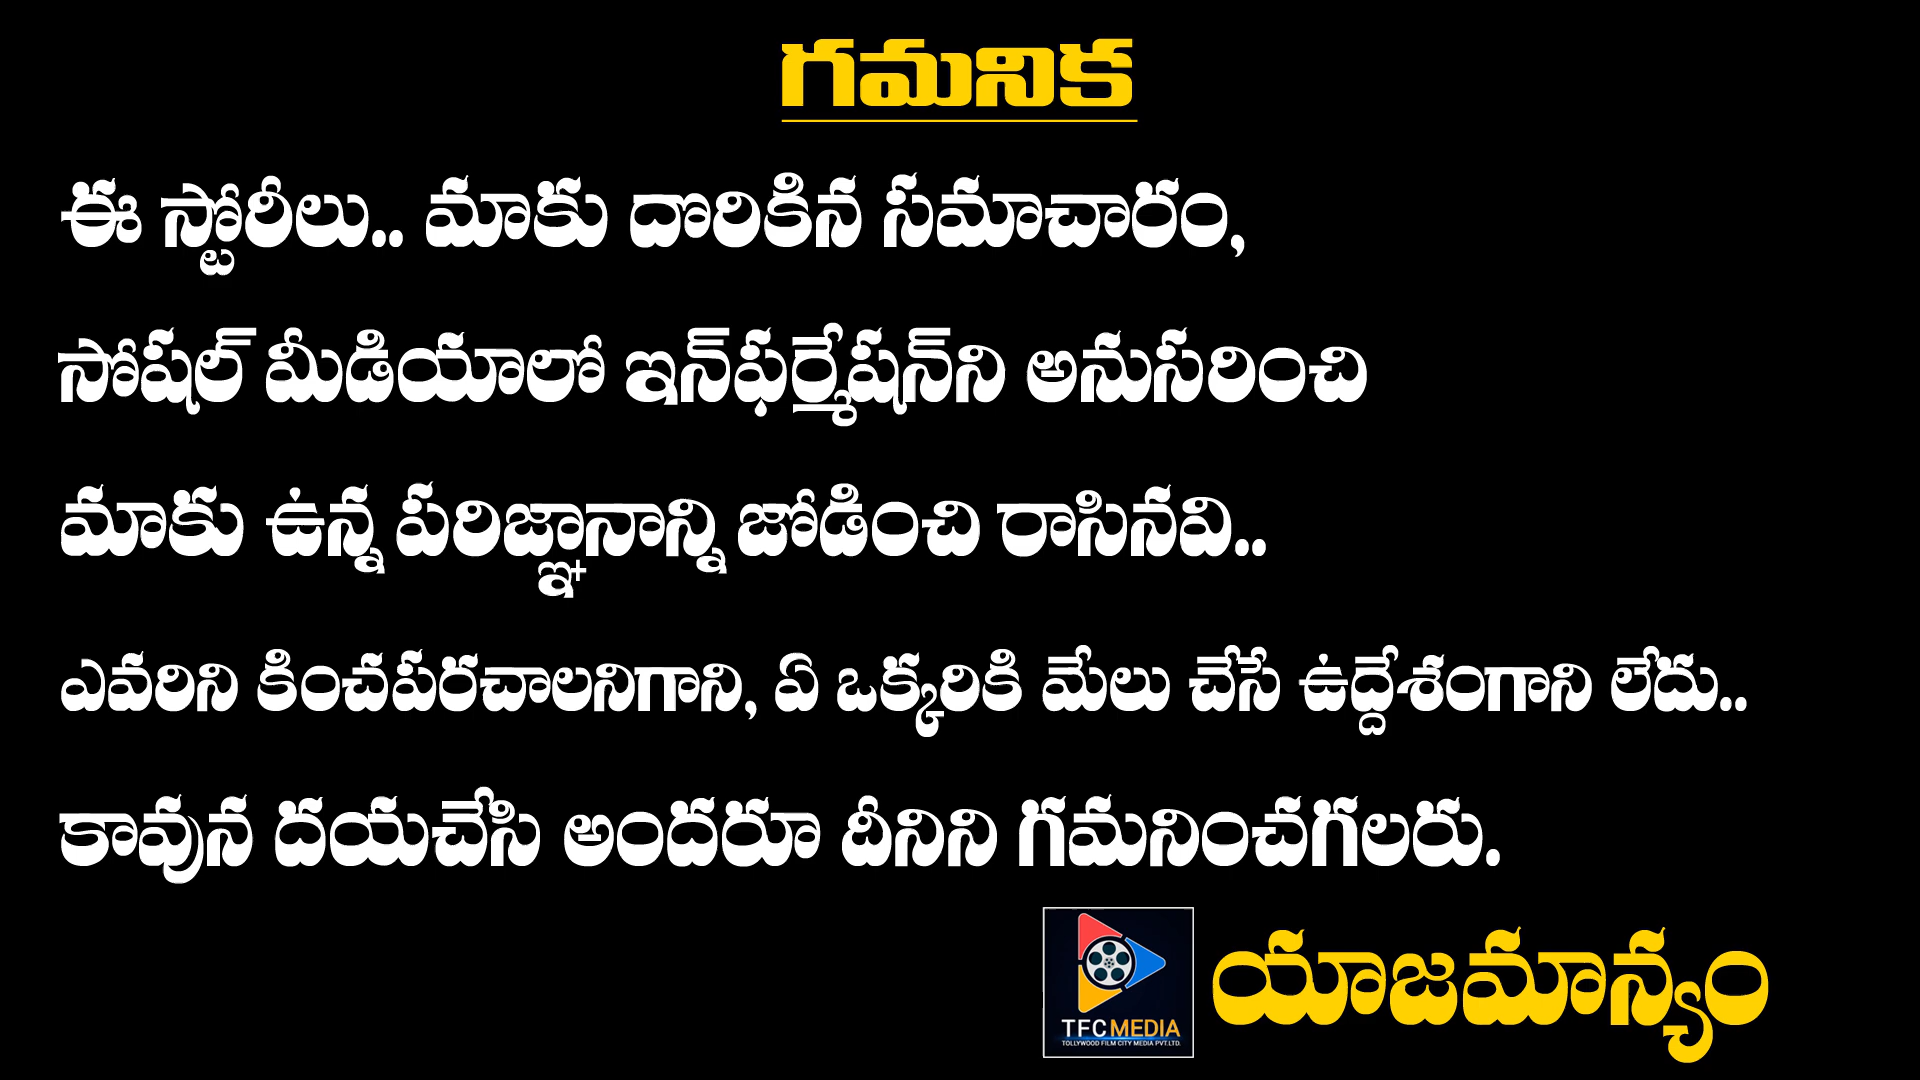 గమనిక
ఈ స్టోరీలు.. మాకు దొరికిన సమాచారం,
సోషల్ మీడియాలో ఇన్‌ఫర్మేషన్‌ని అనుసరించి
మాకు ఉన్న పరిజ్ఞానాన్ని జోడించి రాసినవి..
ఎవరిని కించపరచాలనిగాని, ఏ ఒక్కరికి మేలు చేసే ఉద్దేశంగాని లేదు..
కావున దయచేసి అందరూ దీనిని గమనించగలరు.
యాజమాన్యం
TFC MEDIA
TOLLYWOOD FILM CITY MEDIA PVT.LTD.